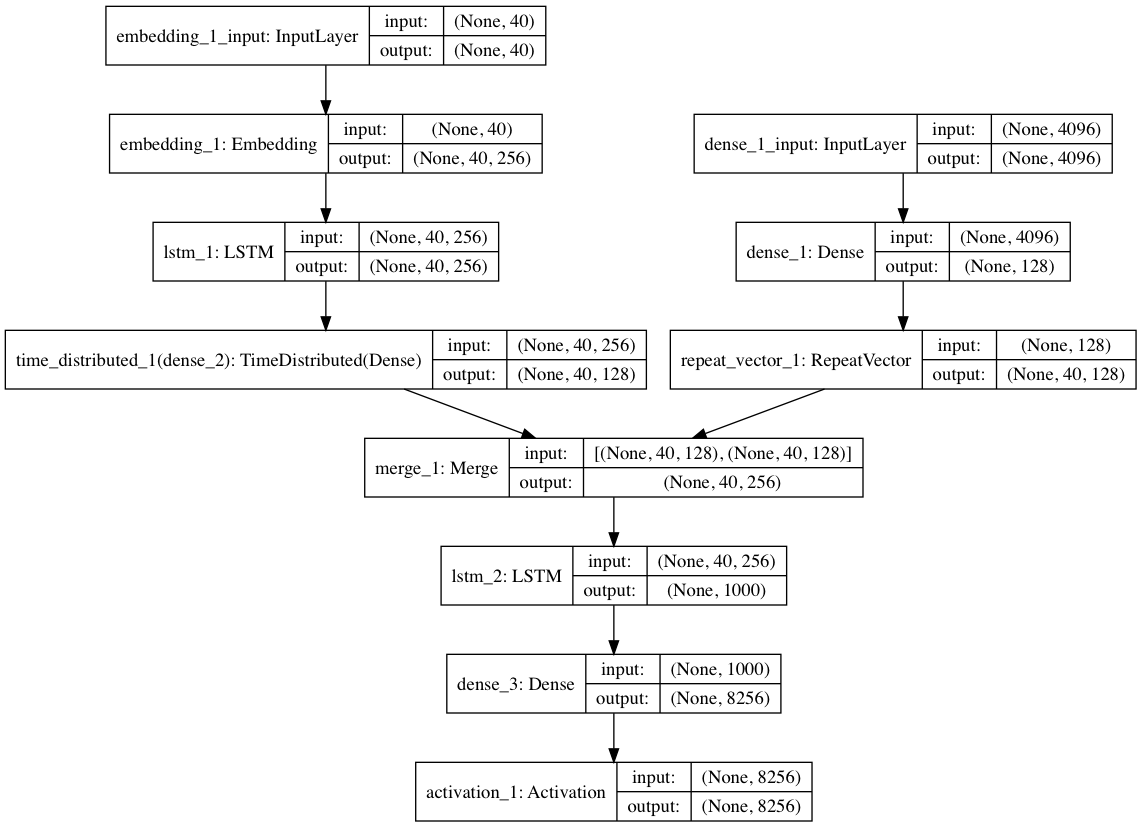 embedding_1_input: InputLayer
input: (None, 40)
output: (None, 40)
embedding_1: Embedding
input: (None, 40)
output: (None, 40, 256)
dense_1_input: InputLayer
input: (None, 4096)
output: (None, 4096)
lstm_1: LSTM
input: (None, 40, 256)
output: (None, 40, 256)
dense_1: Dense
input: (None, 4096)
output: (None, 128)
time_distributed_1(dense_2): TimeDistributed(Dense)
input: (None, 40, 256)
output: (None, 40, 128)
repeat_vector_1: RepeatVector
input: (None, 128)
output: (None, 40, 128)
merge_1: Merge
input: [(None, 40, 128), (None, 40, 128)]
output: (None, 40, 256)
lstm_2: LSTM
input: (None, 40, 256)
output: (None, 1000)
dense_3: Dense
input: (None, 1000)
output: (None, 8256)
activation_1: Activation
input: (None, 8256)
output: (None, 8256)